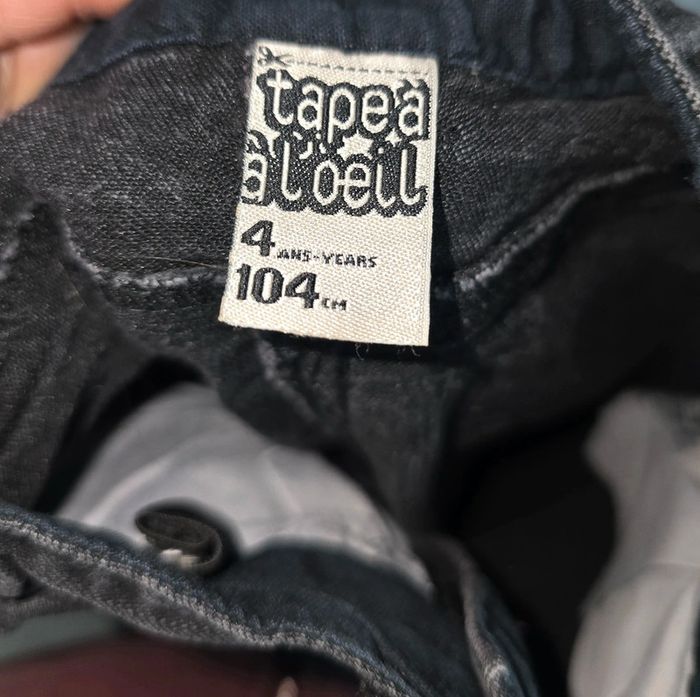 tape à
à l'oeil
4 ANS-YEARS
104 CM